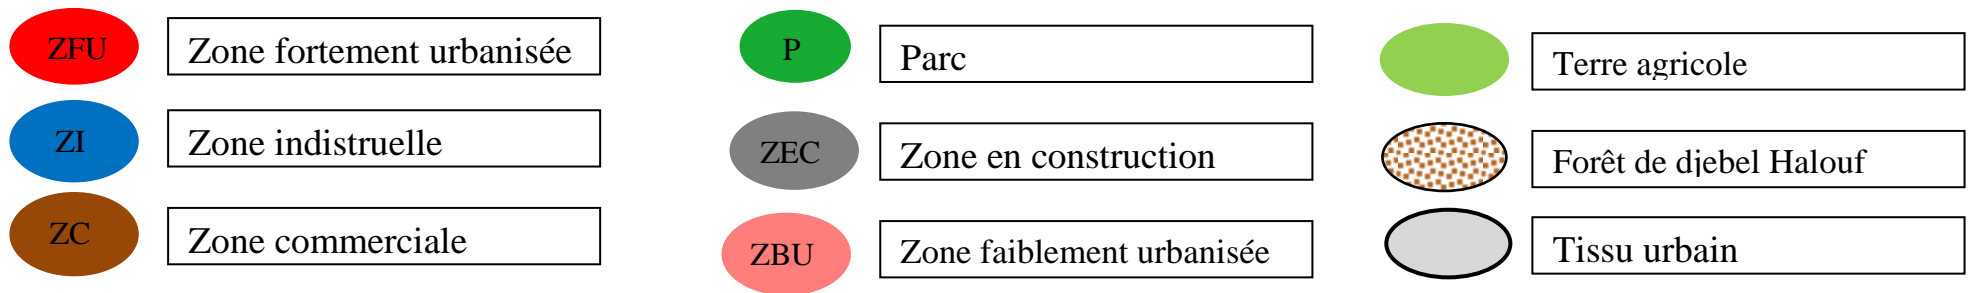 ZFU Zone fortement urbanisée
ZI Zone indistruelle
ZC Zone commerciale
P Parc
ZEC Zone en construction
ZBU Zone faiblement urbanisée
Terre agricole
Forêt de djebel Halouf
Tissu urbain